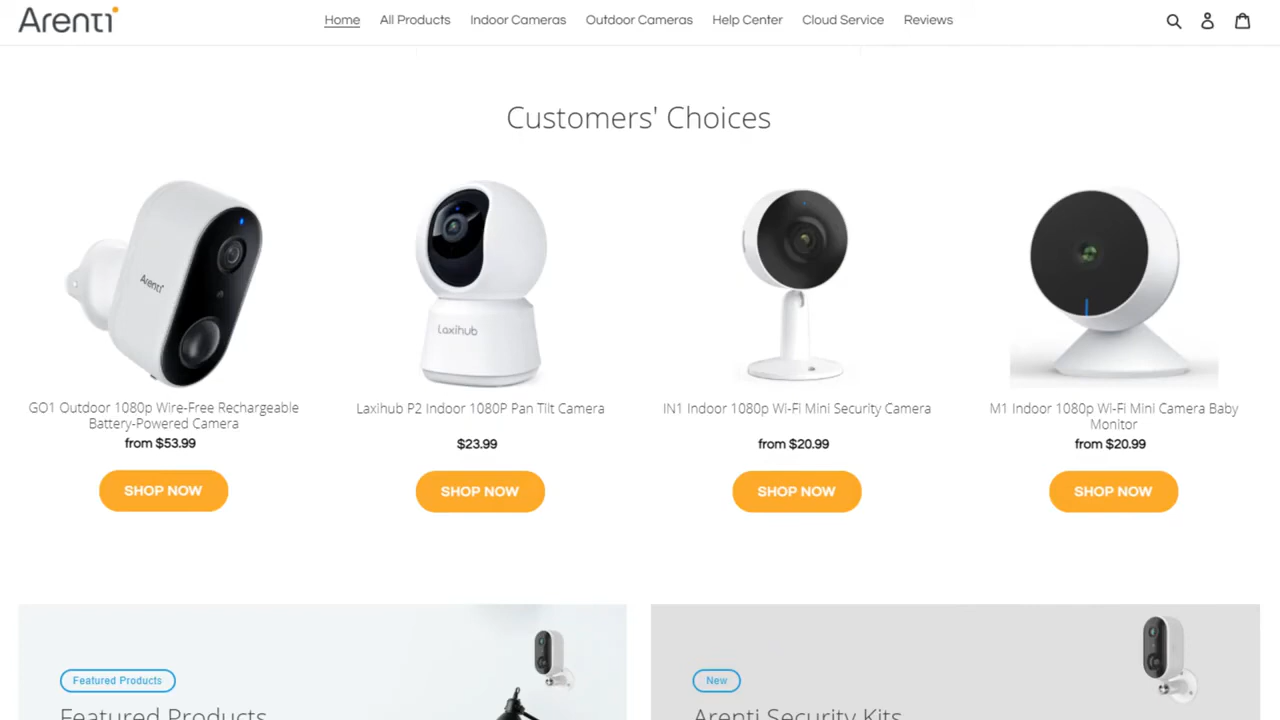 Arenti
Home All Products Indoor Cameras Outdoor Cameras Help Center Cloud Service Reviews
Customers' Choices
Arenti
Laxihub
GO1 Outdoor 1080p Wire-Free Rechargeable
Battery-Powered Camera
from $53.99
SHOP NOW
Laxihub P2 Indoor 1080P Pan Tilt Camera
$23.99
SHOP NOW
IN1 Indoor 1080p Wi-Fi Mini Security Camera
from $20.99
SHOP NOW
M1 Indoor 1080p Wi-Fi Mini Camera Baby
Monitor
from $20.99
SHOP NOW
Featured Products
Featured Products
New
Arenti Security Kits